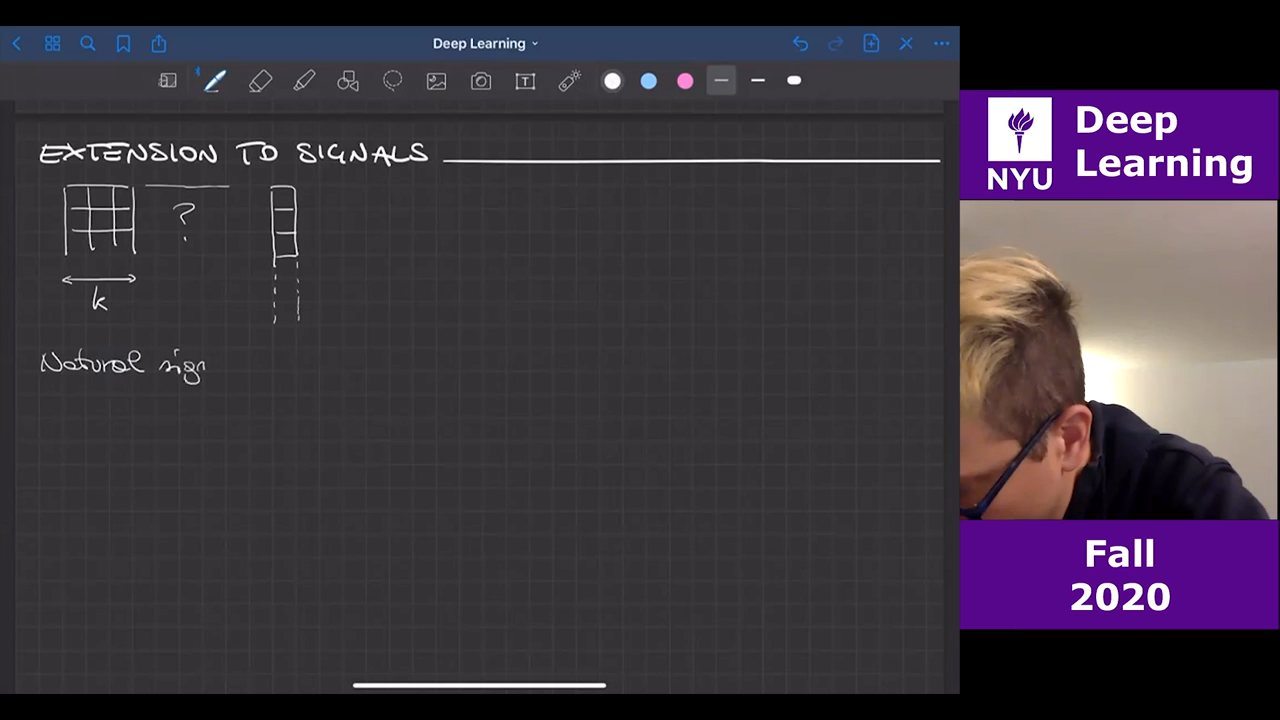 Deep Learning
T
EXTENSION TO SIGNALS
?
k
Natural sign
NYU
Deep
Learning
Fall
2020